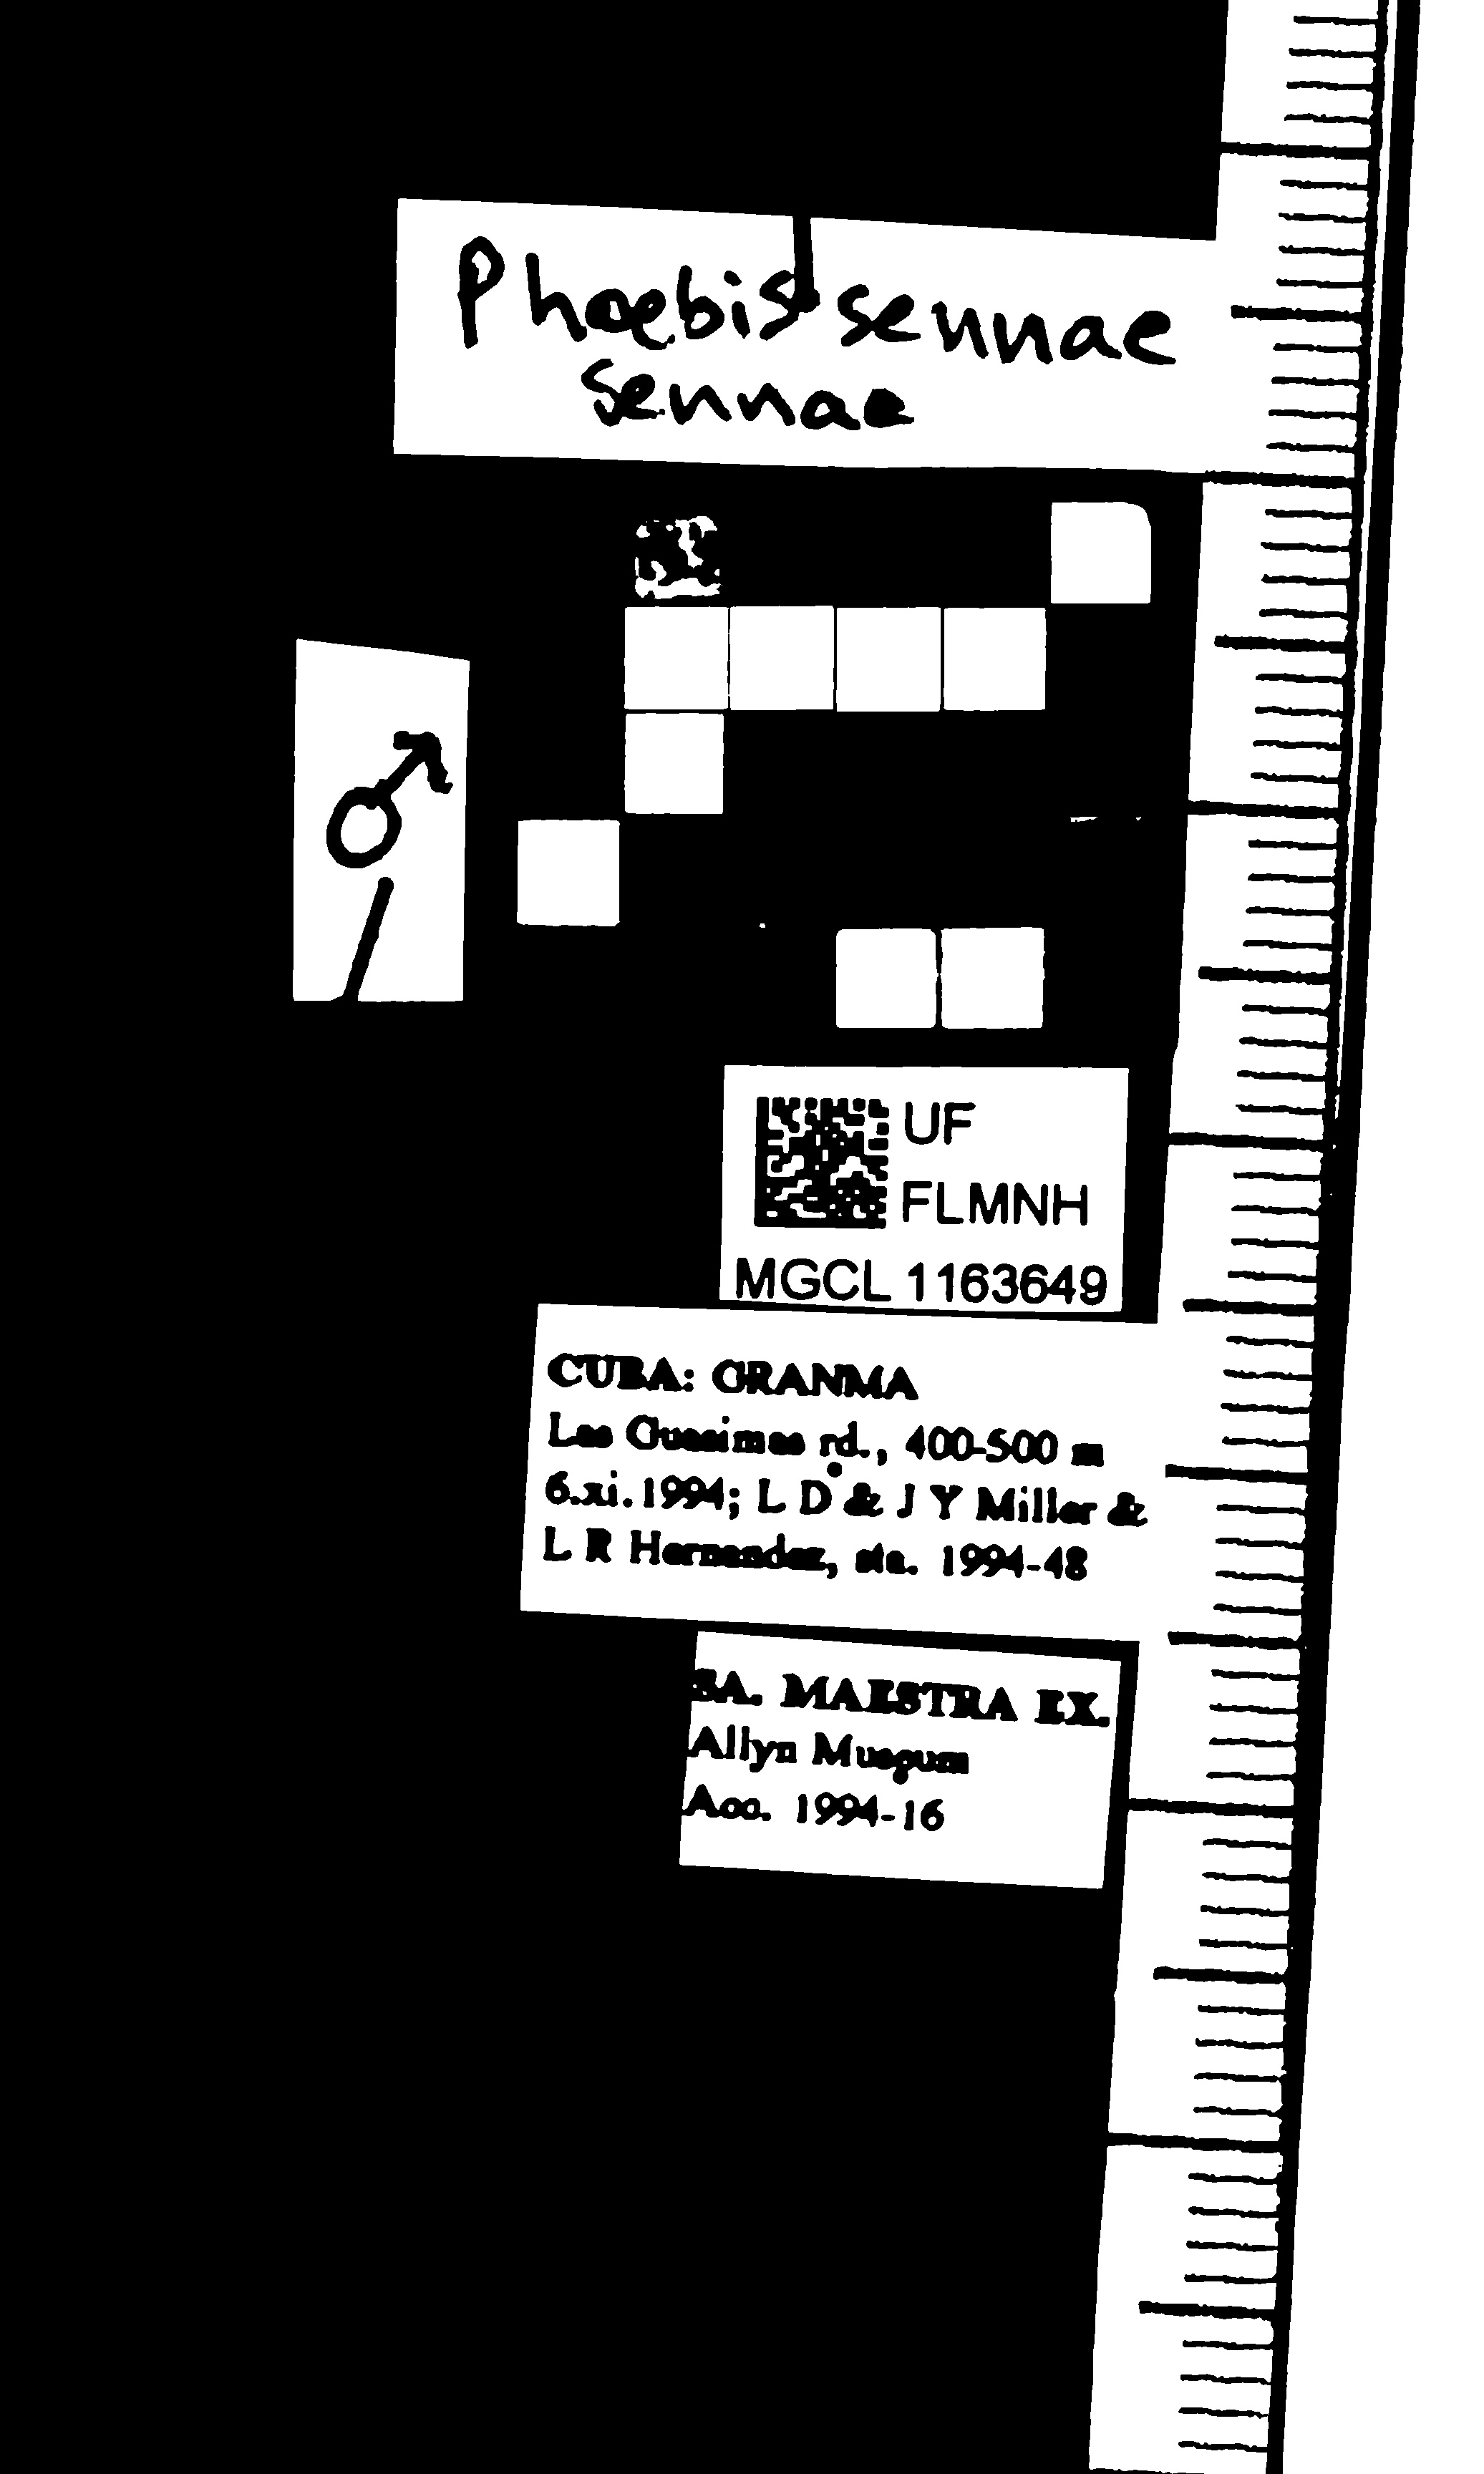 Phoebis sennae
sennae
♂
UF
FLMNH
MGCL 1163649
CUBA: GRANMA
Las Guasimas rd., 400-500 m
6.xi.1994; L D & J Y Miller &
L R Hernandez, sta. 1994-48
SA. MAESTRA EX.
Allyn Museum
Acc. 1994-16